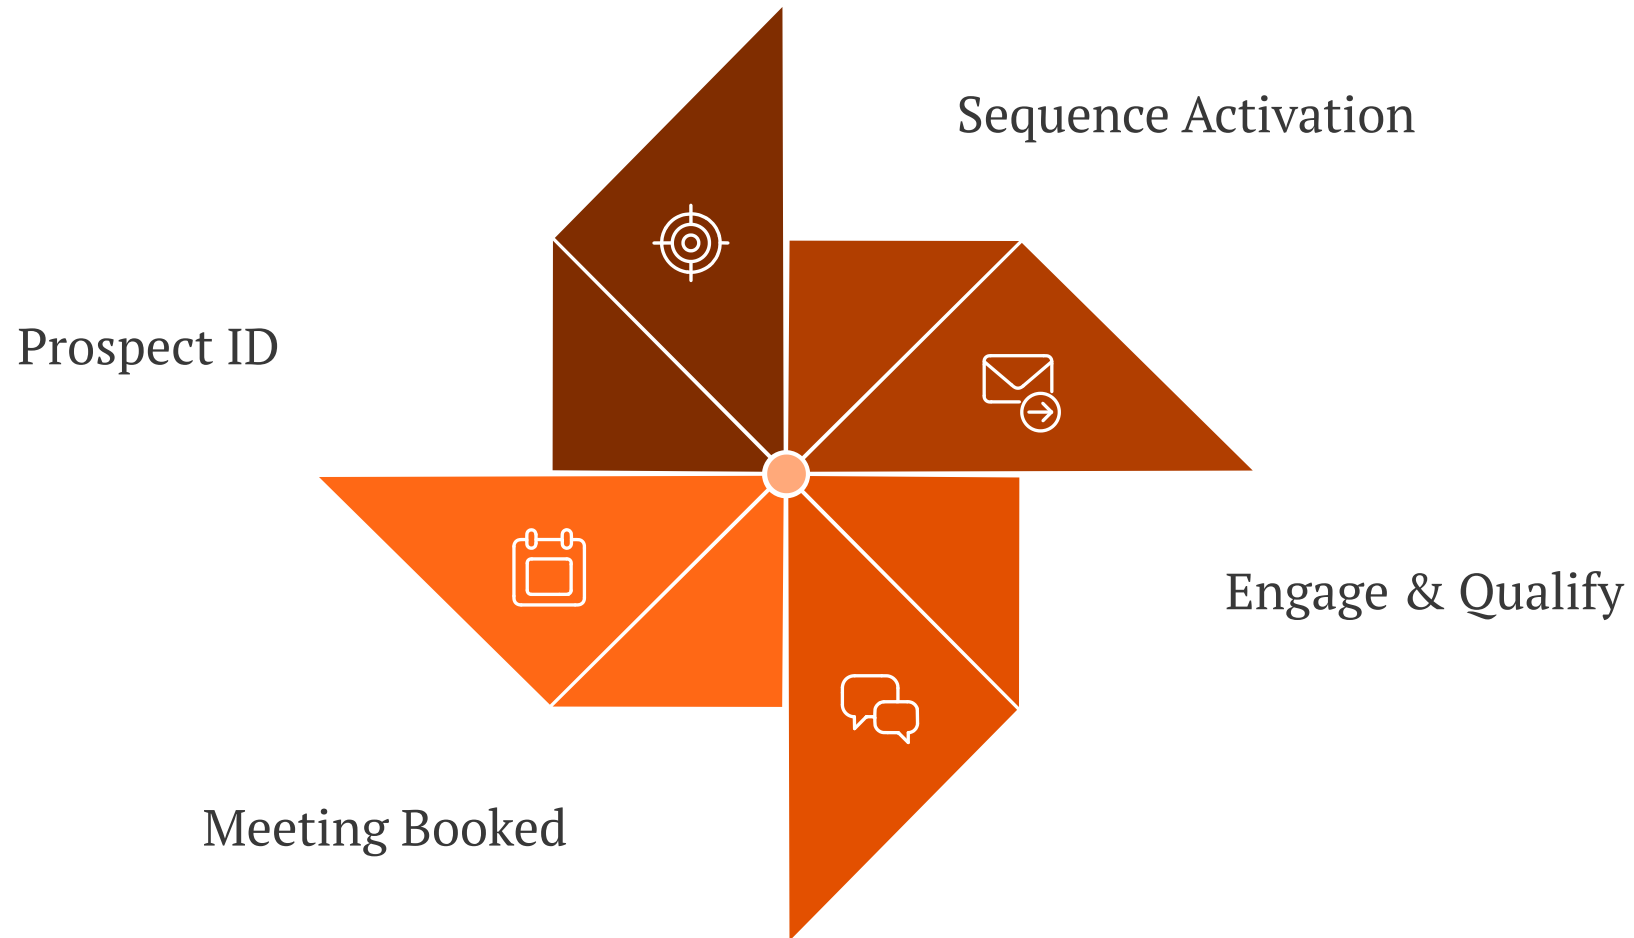 Sequence Activation
Prospect ID
Engage & Qualify
Meeting Booked